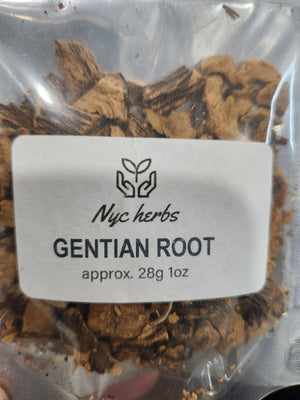 Nyc herbs
GENTIAN ROOT
approx. 28g 1oz